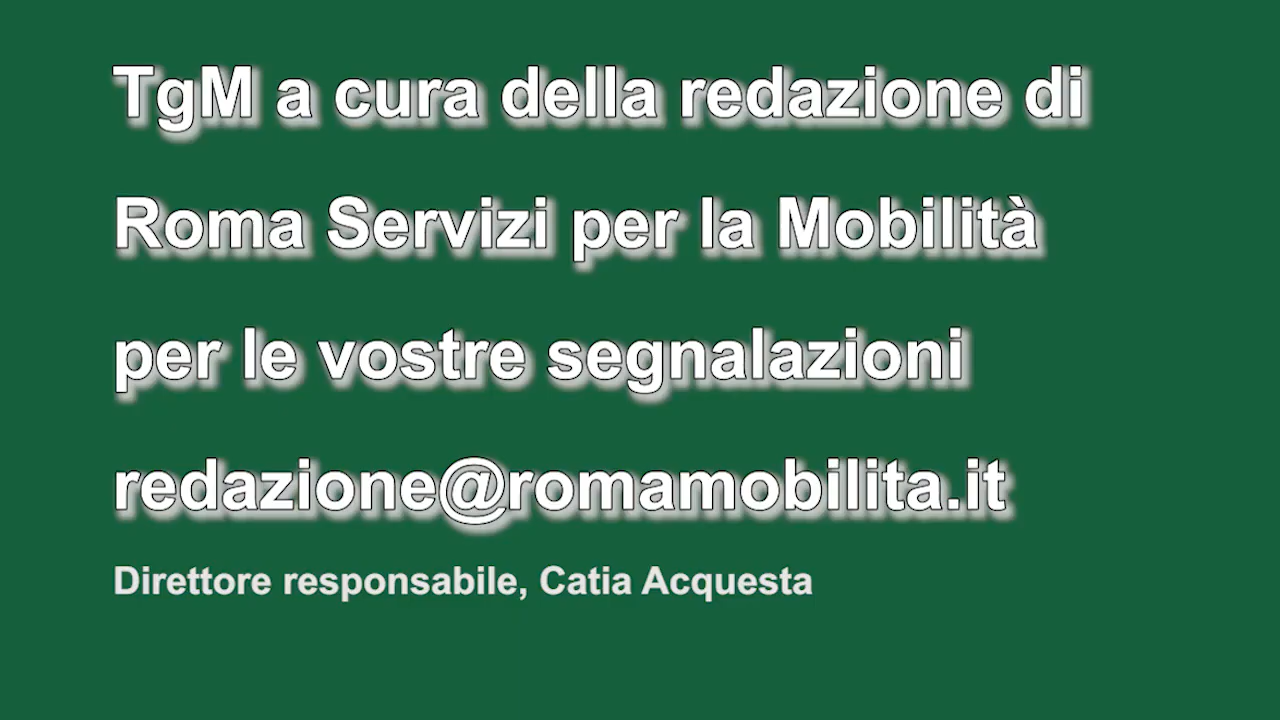 TgM a cura della redazione di
Roma Servizi per la Mobilità
per le vostre segnalazioni
redazione@romamobilita.it
Direttore responsabile, Catia Acquesta